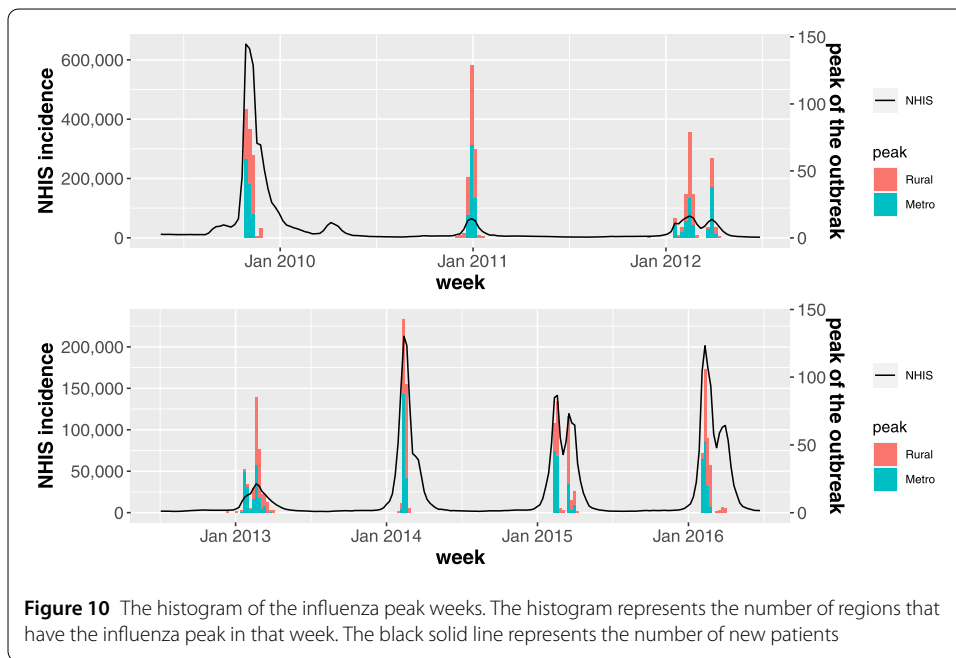 600,000
400,000
200,000
0
NHIS incidence
150
100
50
0
peak of the outbreak
Jan 2010 Jan 2011 Jan 2012
week
NHIS
peak
Rural
Metro
200,000
150,000
100,000
50,000
0
NHIS incidence
150
100
50
0
peak of the outbreak
Jan 2013 Jan 2014 Jan 2015 Jan 2016
week
NHIS
peak
Rural
Metro
Figure 10 The histogram of the influenza peak weeks. The histogram represents the number of regions that
have the influenza peak in that week. The black solid line represents the number of new patients